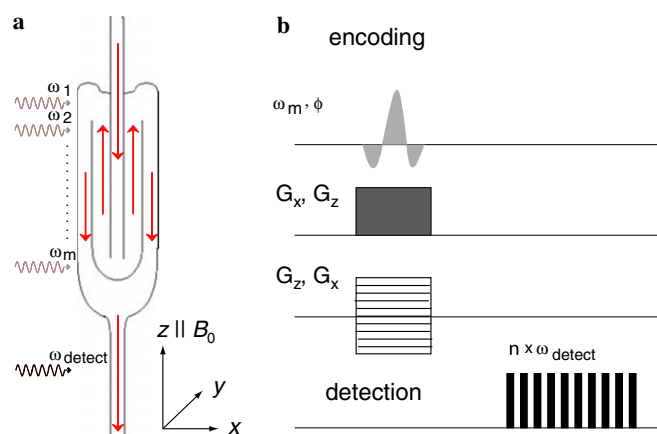 a
ω1
ω2
ωm
ωdetect
z || B0
y
x
b
encoding
ωm, ϕ
Gx, Gz
Gz, Gx
n x ωdetect
detection